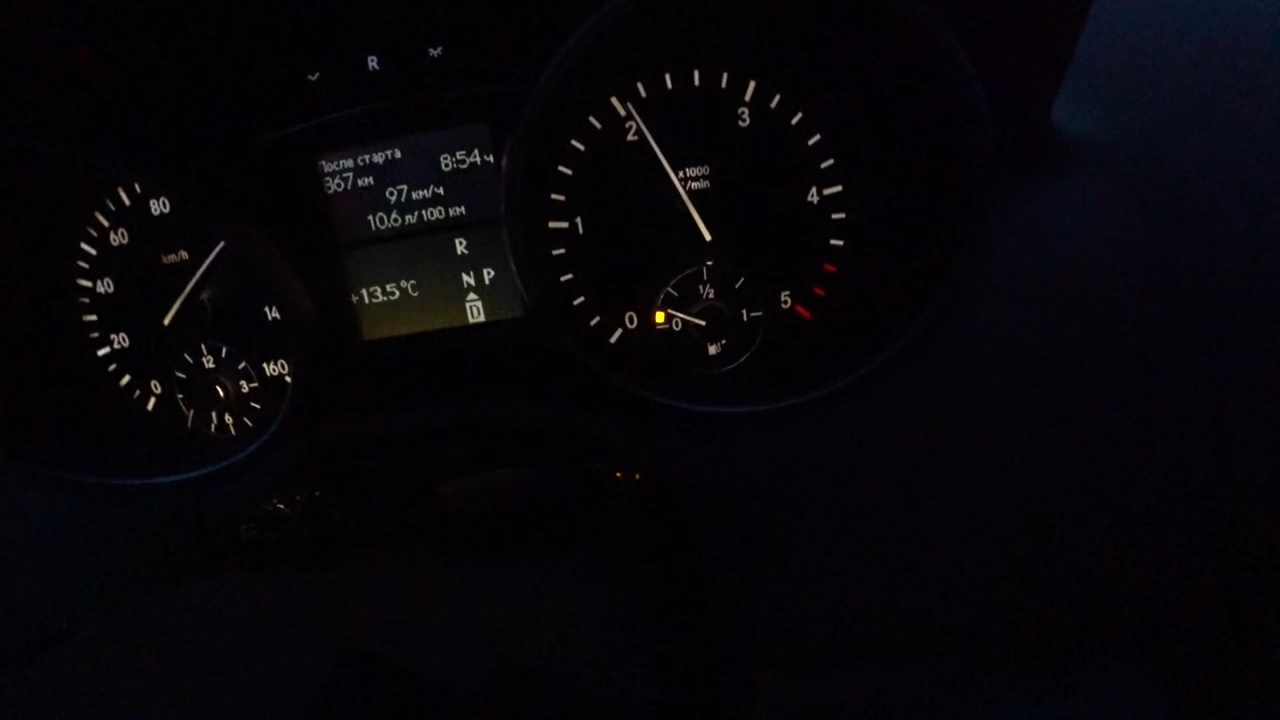 R
После старта
8:54 ч
867 км
97 км/ч
10.6 л/100 км
R
N P
D
+13.5°C
80
60
km/h
40
20
0
14
160
12
3
6
0
1
2
3
4
5
x1000
1/min
0
1/2
1